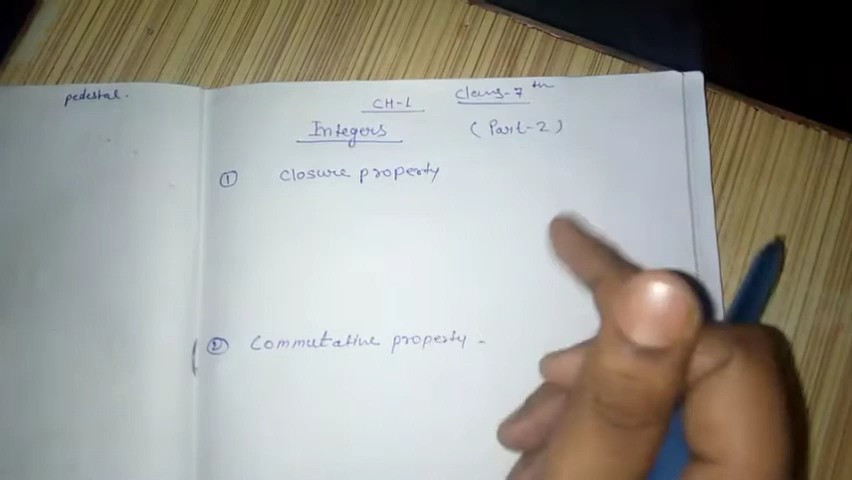 pedestal.
CH-1 Class-7th
Integers (Part-2)
① Closure property
② Commutative property -